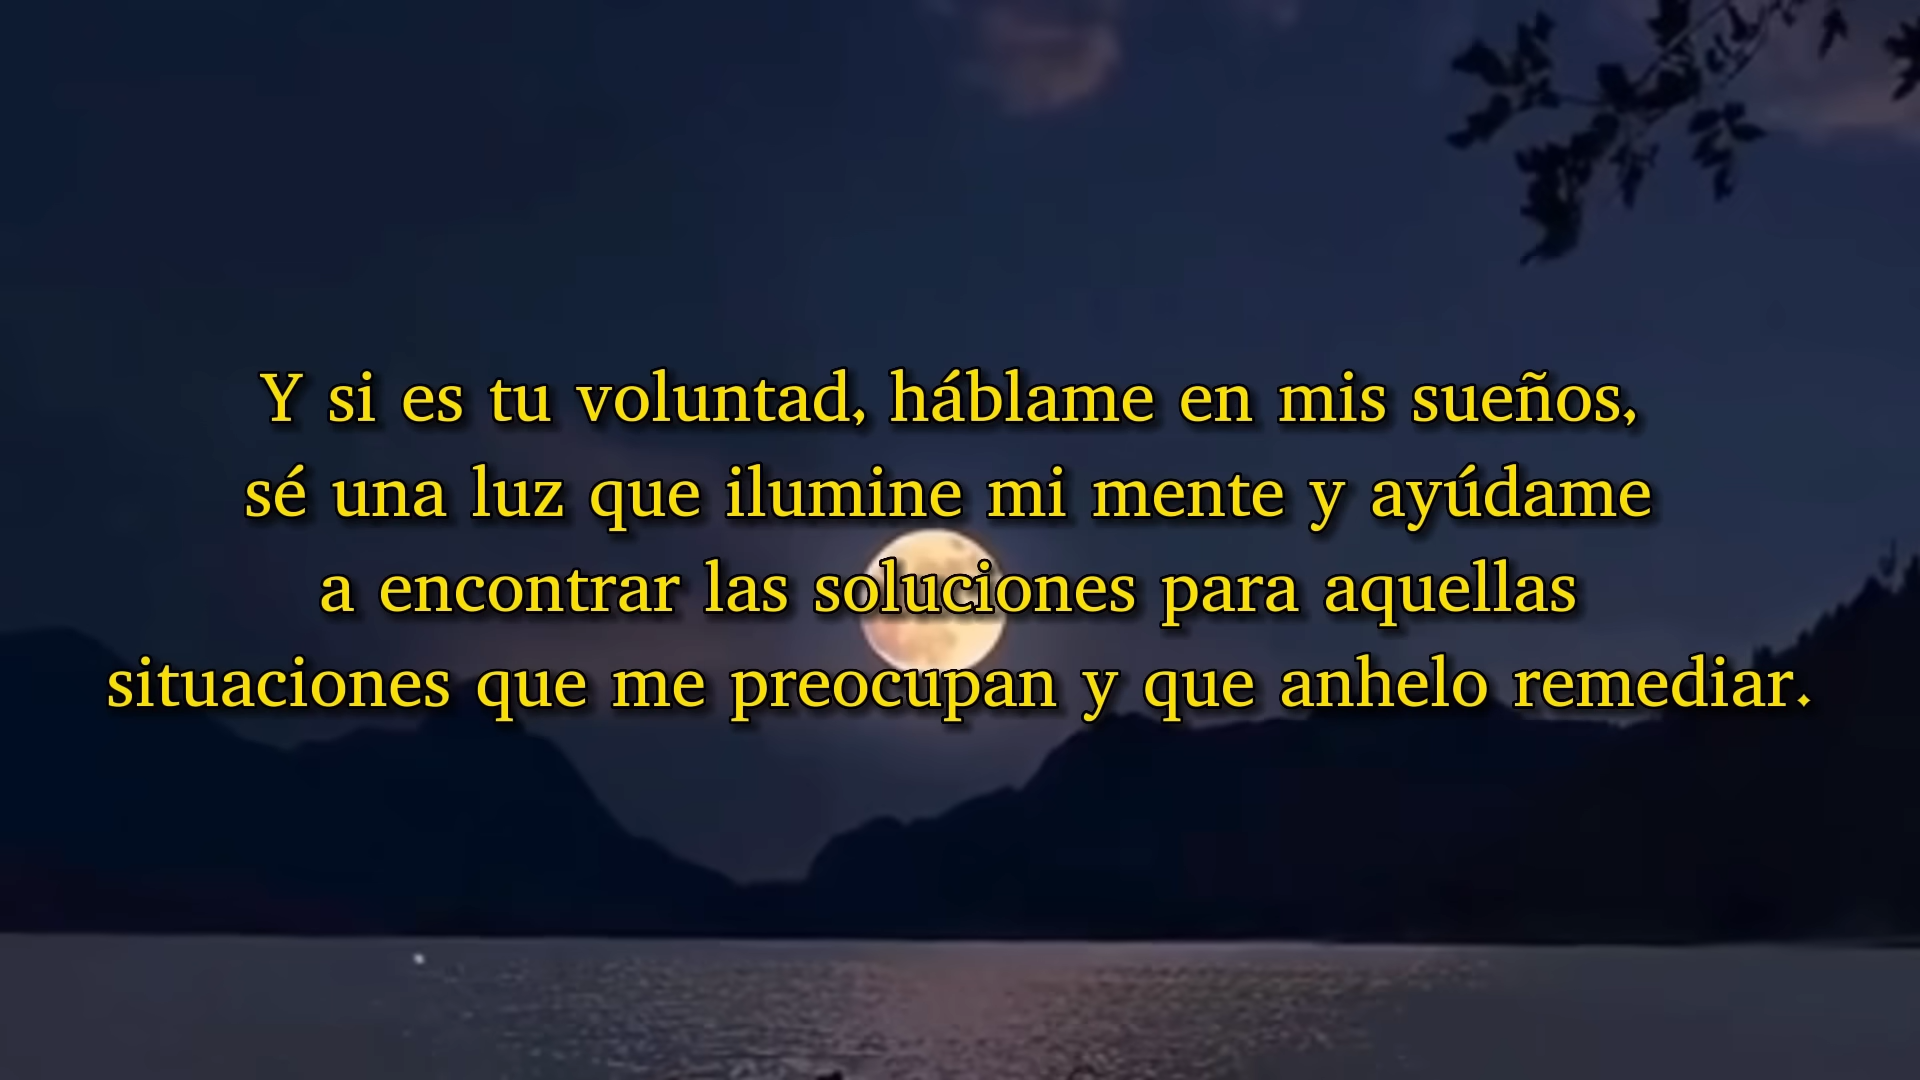 Y si es tu voluntad, háblame en mis sueños,
sé una luz que ilumine mi mente y ayúdame
a encontrar las soluciones para aquellas
situaciones que me preocupan y que anhelo remediar.